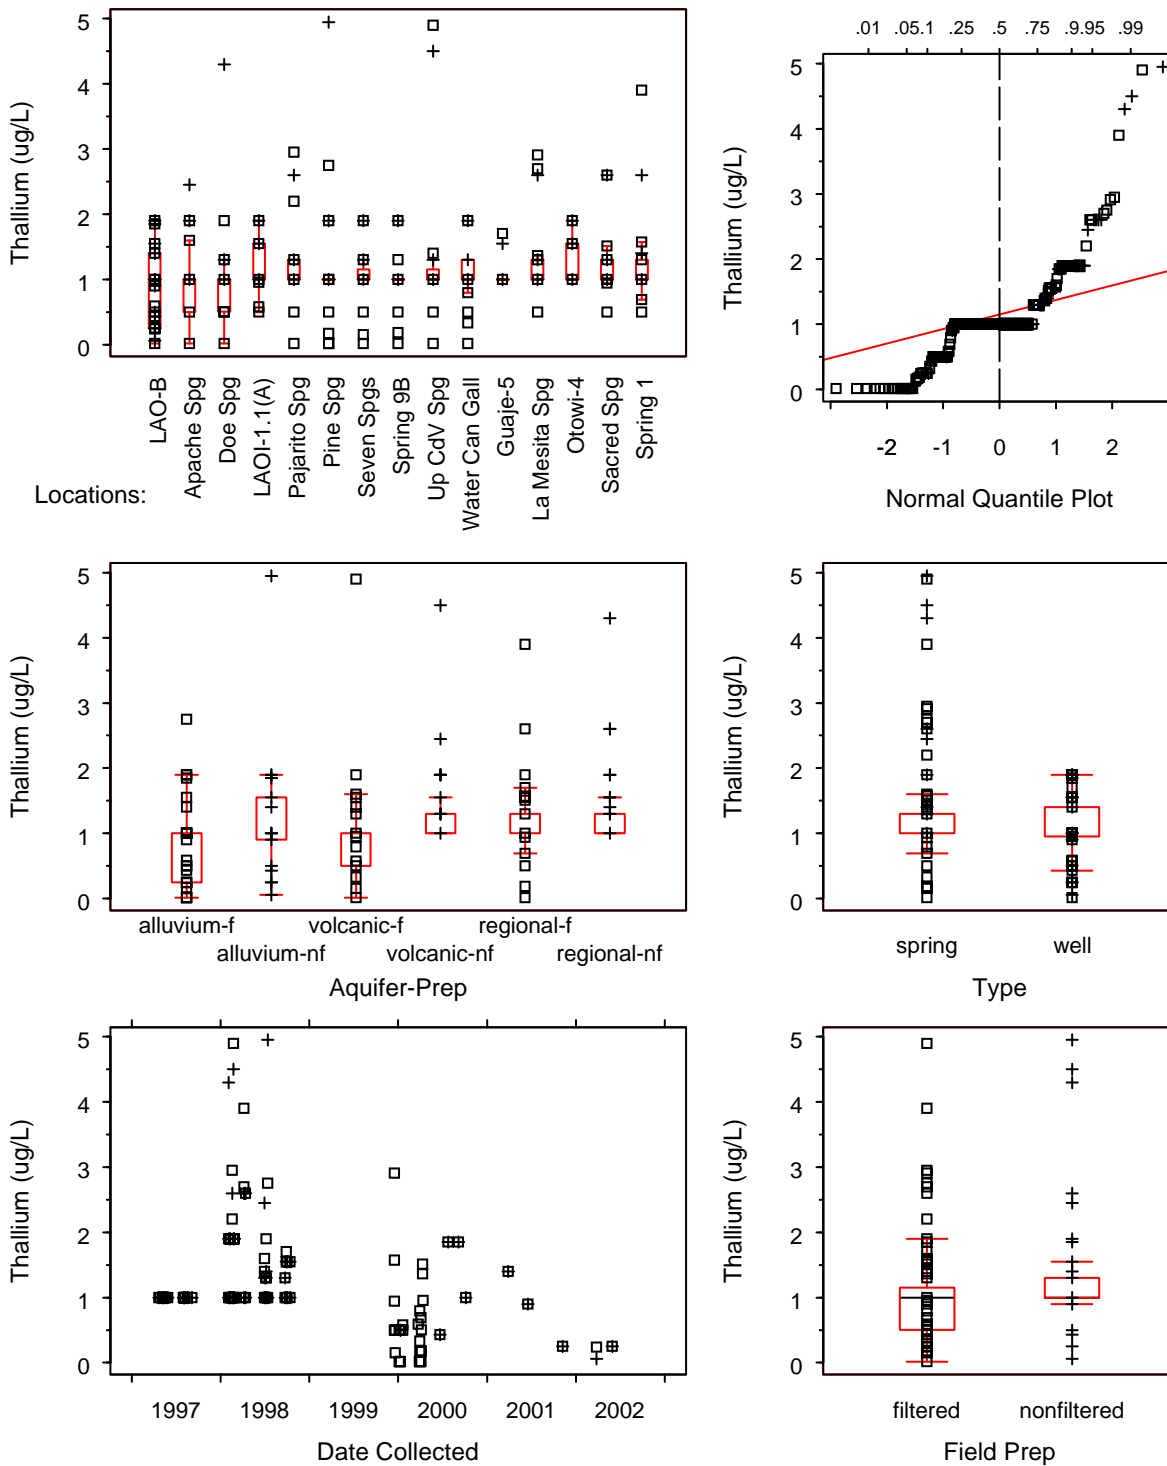 5
4
3
2
1
0
Thallium (ug/L)
LAO-B
Apache Spg
Doe Spg
LAOI-1.1(A)
Pajarito Spg
Pine Spg
Seven Spgs
Spring 9B
Up CdV Spg
Water Can Gall
Guaje-5
La Mesita Spg
Otowi-4
Sacred Spg
Spring 1
Locations:
.01 .05 .1 .25 .5 .75 .9 .95 .99
5
4
3
2
1
0
Thallium (ug/L)
-2 -1 0 1 2
Normal Quantile Plot
5
4
3
2
1
0
Thallium (ug/L)
alluvium-f volcanic-f regional-f
alluvium-nf volcanic-nf regional-nf
Aquifer-Prep
5
4
3
2
1
0
Thallium (ug/L)
spring well
Type
5
4
3
2
1
0
Thallium (ug/L)
1997 1998 1999 2000 2001 2002
Date Collected
5
4
3
2
1
0
Thallium (ug/L)
filtered nonfiltered
Field Prep